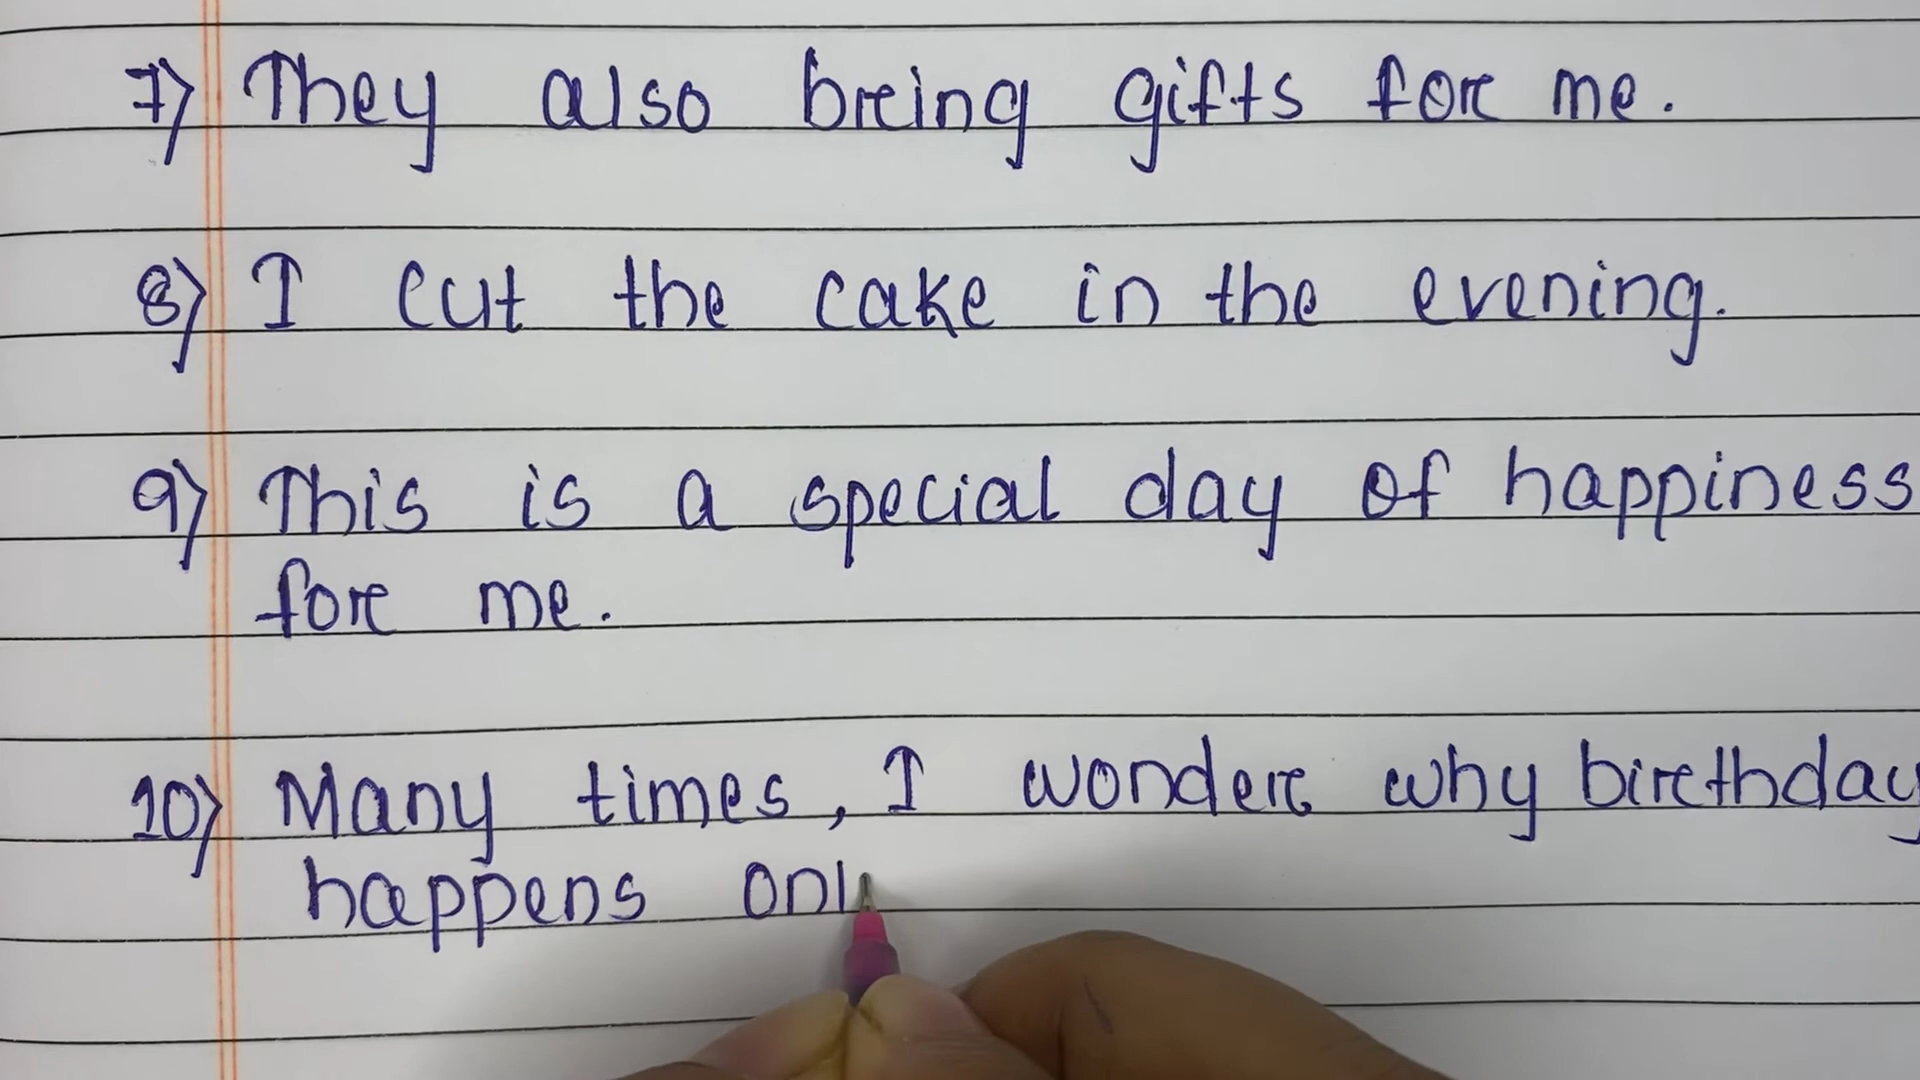 7) They also bring gifts for me.
8) I cut the cake in the evening.
9) This is a special day of happiness
for me.
10) Many times, I wonder why birthday
happens onl